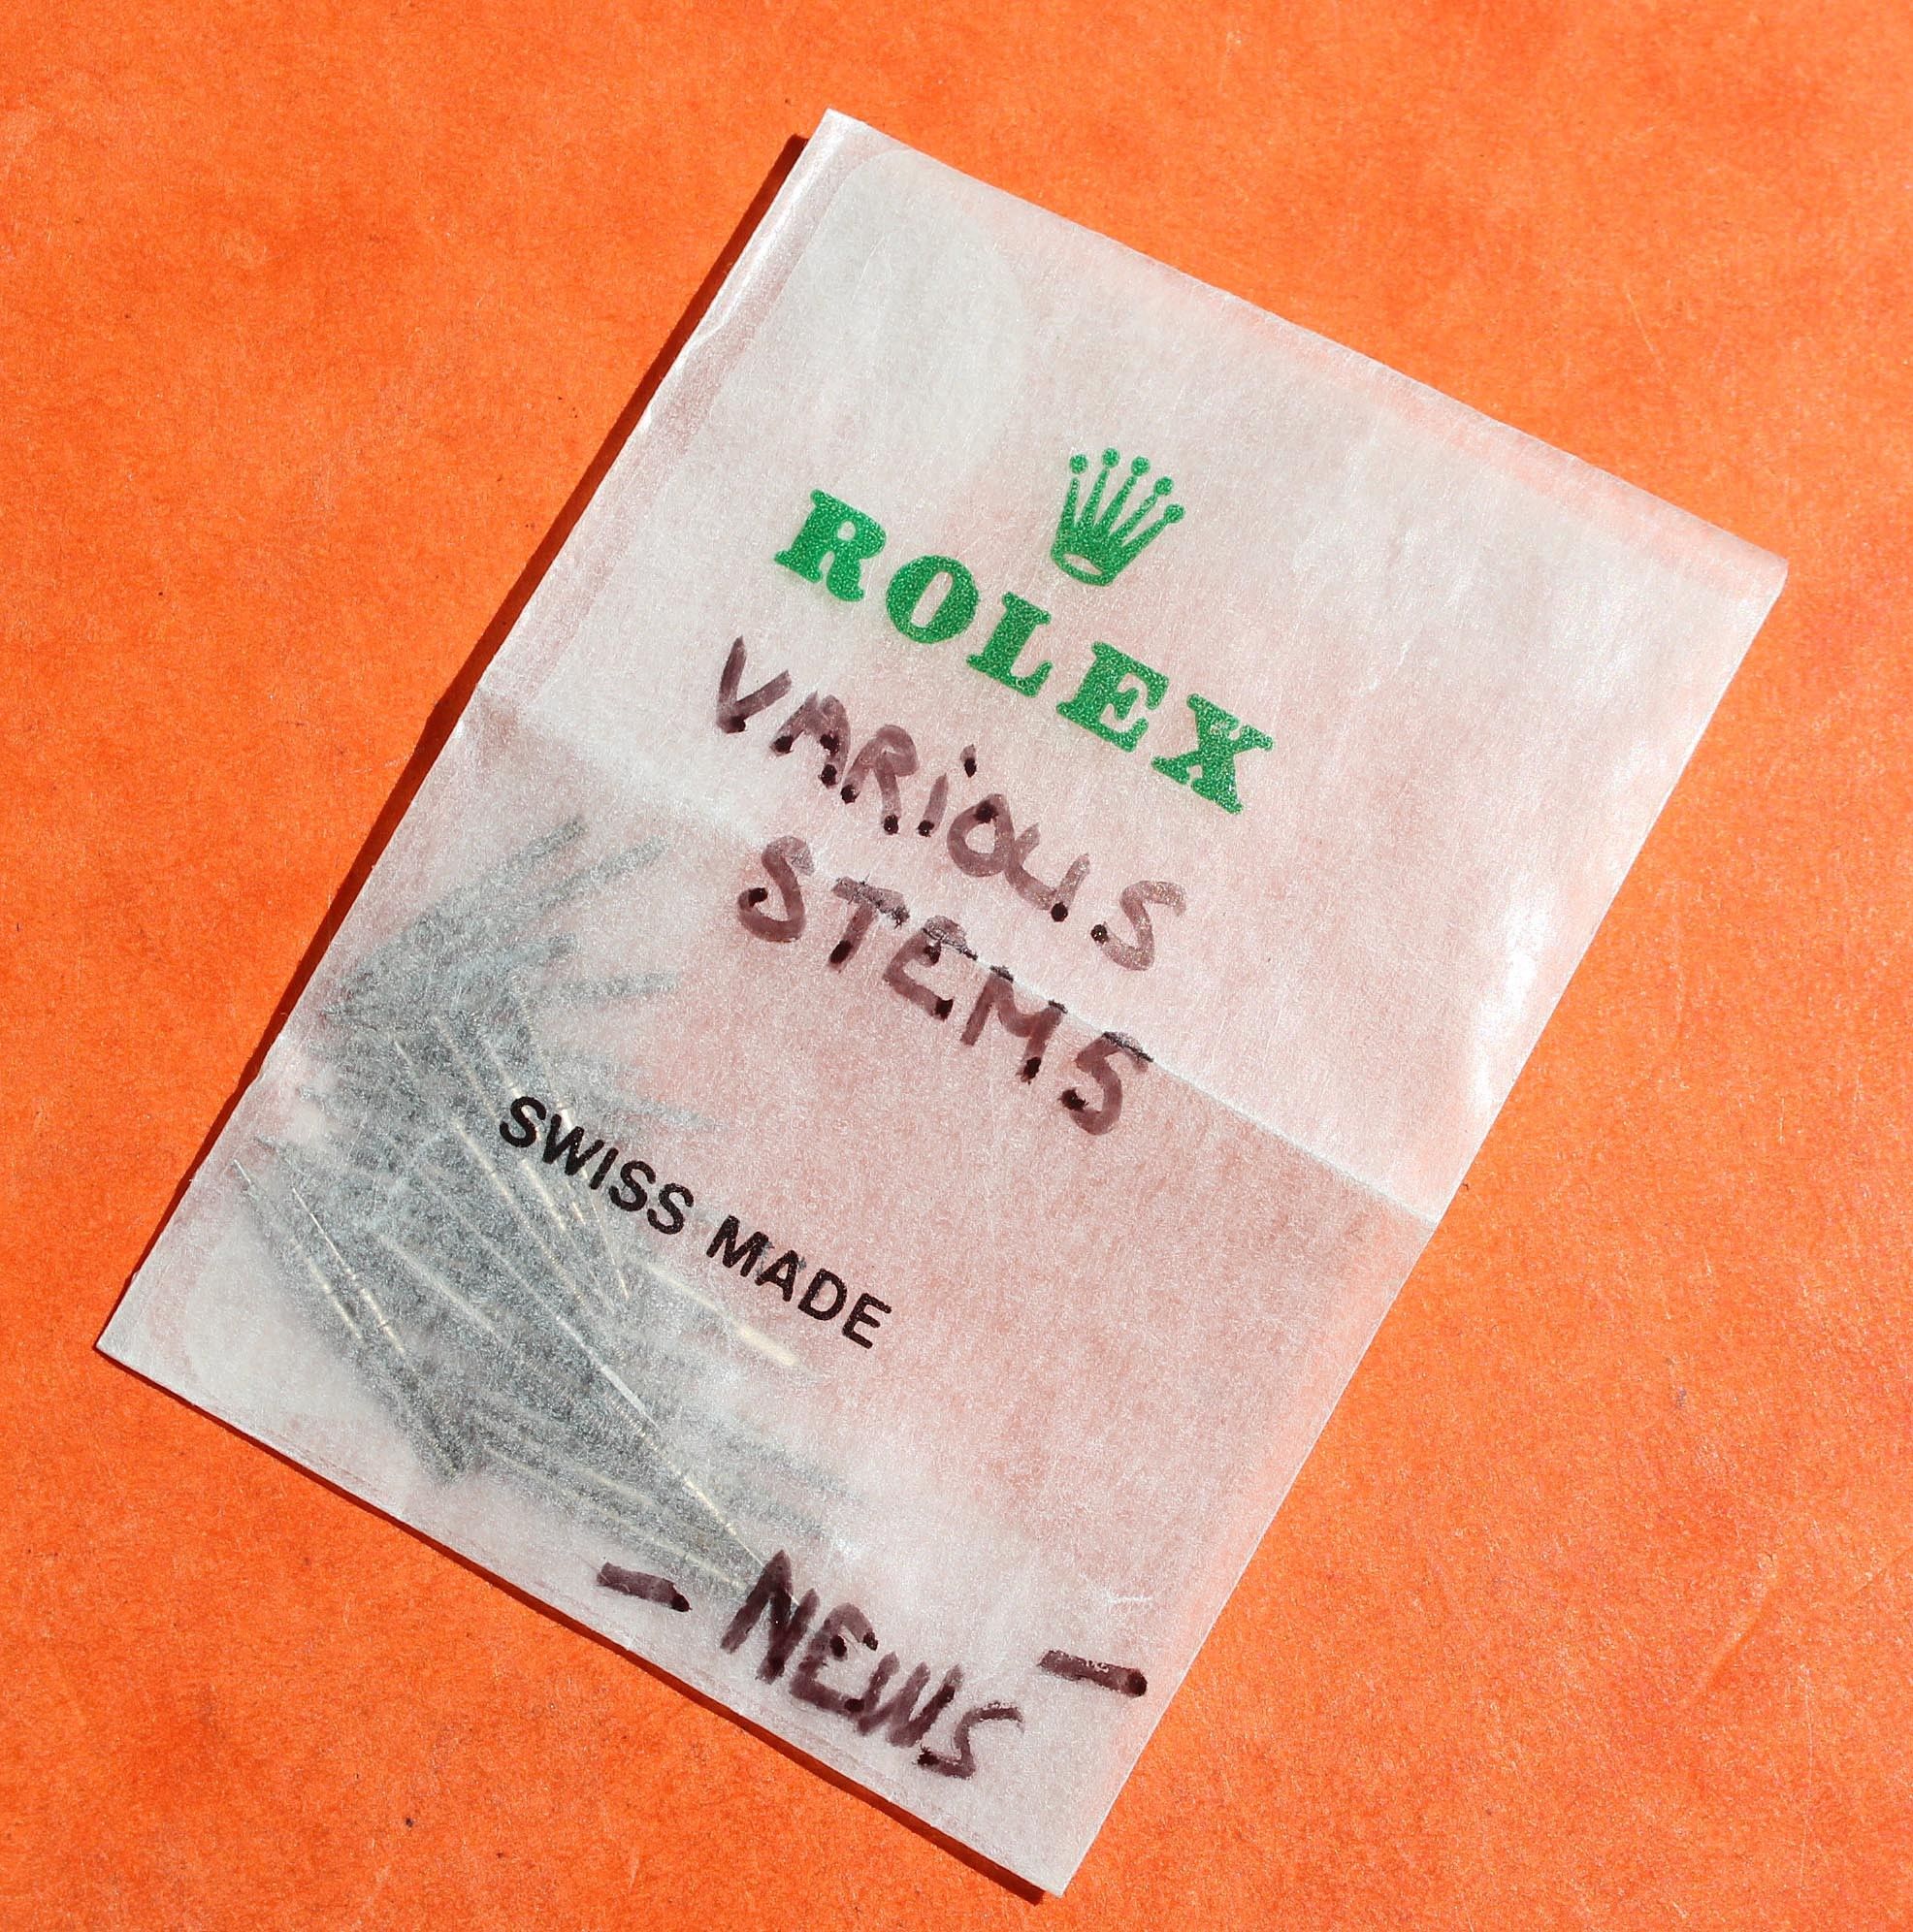 ROLEX
VARIOUS
STEMS
SWISS MADE
- NEWS -